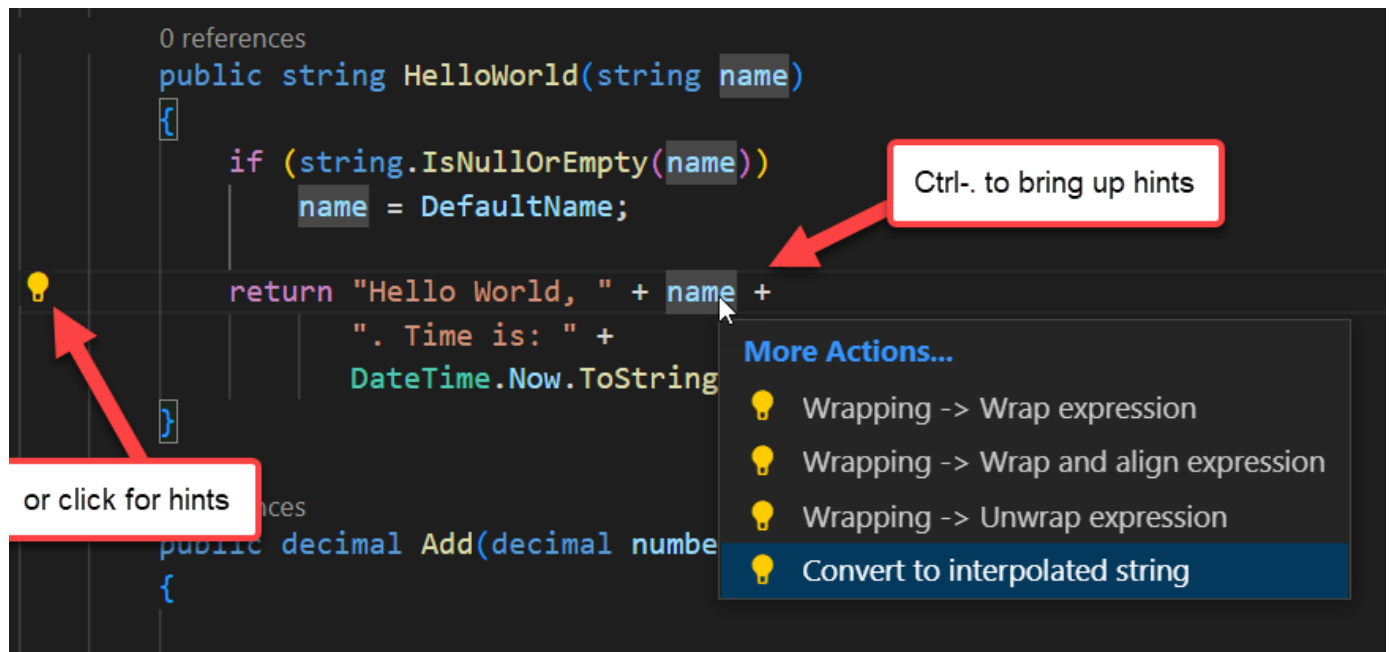 0 references
public string HelloWorld(string name)
{
if (string.IsNullOrEmpty(name))
name = DefaultName;
Ctrl-. to bring up hints
return "Hello World, " + name +
". Time is: " +
DateTime.Now.ToString
}
More Actions...
Wrapping -> Wrap expression
Wrapping -> Wrap and align expression
Wrapping -> Unwrap expression
Convert to interpolated string
or click for hints
public decimal Add(decimal numbe
{